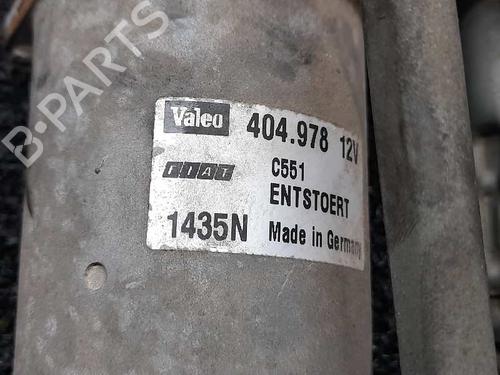 Valeo 404.978 12V
FIAT C551
ENTSTOERT
1435N Made in Germany
B-PARTS